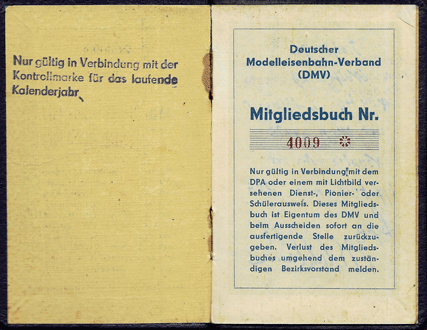 Nur gültig in Verbindung mit der
Kontrollmarke für das laufende
Kalenderjahr
Deutscher
Modelleisenbahn-Verband
(DMV)
Mitgliedsbuch Nr.
4009 *
Nur gültig in Verbindung mit dem
DPA oder einem mit Lichtbild ver-
sehenen Dienst-, Pionier- oder
Schülerausweis. Dieses Mitglieds-
buch ist Eigentum des DMV und
beim Ausscheiden sofort an die
ausfertigende Stelle zurückzu-
geben. Verlust des Mitglieds-
buches umgehend dem zustän-
digen Bezirksvorstand melden.